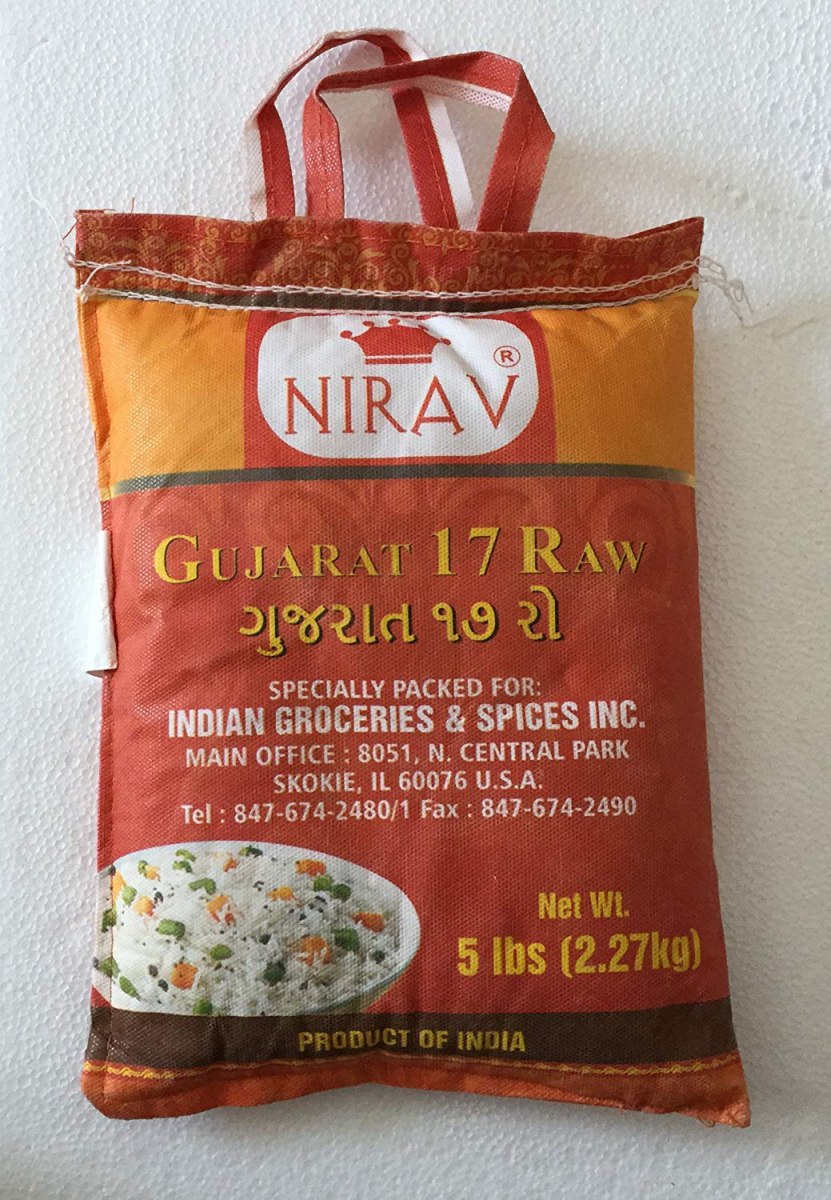 NIRAV ®
GUJARAT 17 RAW
ગુજરાત ૧૭ રો
SPECIALLY PACKED FOR:
INDIAN GROCERIES & SPICES INC.
MAIN OFFICE : 8051, N. CENTRAL PARK
SKOKIE, IL 60076 U.S.A.
Tel : 847-674-2480/1 Fax : 847-674-2490
Net Wt.
5 lbs (2.27kg)
PRODUCT OF INDIA